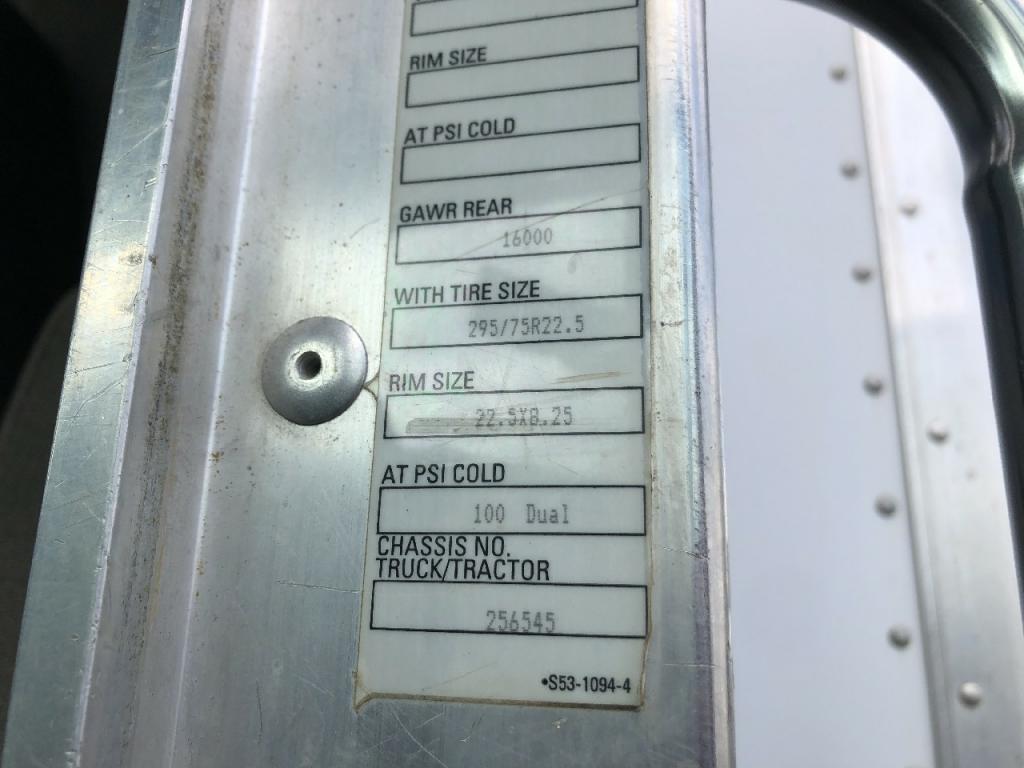 RIM SIZE
AT PSI COLD
GAWR REAR
16000
WITH TIRE SIZE
295/75R22.5
RIM SIZE
22.5X8.25
AT PSI COLD
100 Dual
CHASSIS NO.
TRUCK/TRACTOR
256545
•S53-1094-4